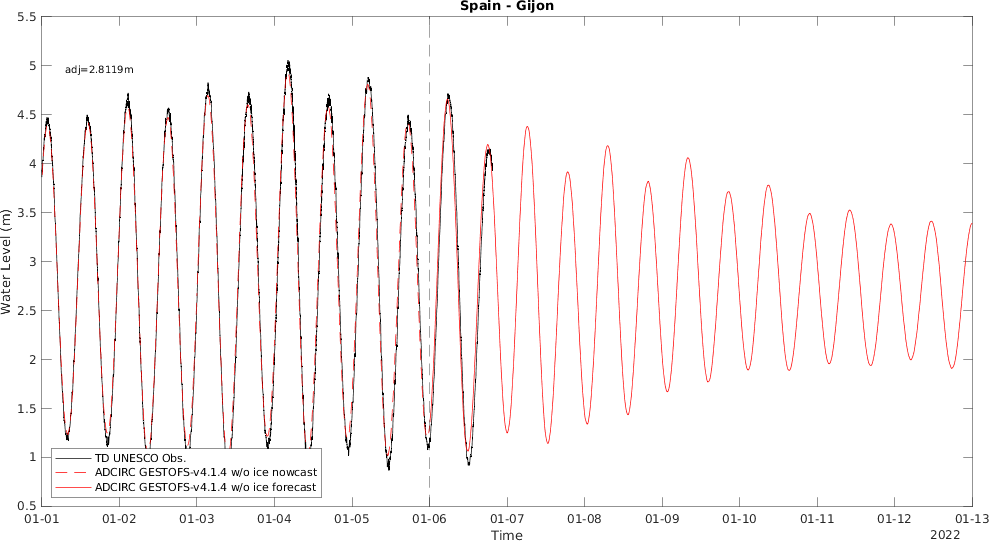 Spain - Gijon
5.5
5
4.5
4
3.5
3
2.5
2
1.5
1
0.5
Water Level (m)
adj=2.8119m
TD UNESCO Obs.
ADCIRC GESTOFS-v4.1.4 w/o ice nowcast
ADCIRC GESTOFS-v4.1.4 w/o ice forecast
01-01 01-02 01-03 01-04 01-05 01-06 01-07 01-08 01-09 01-10 01-11 01-12 01-13
Time
2022